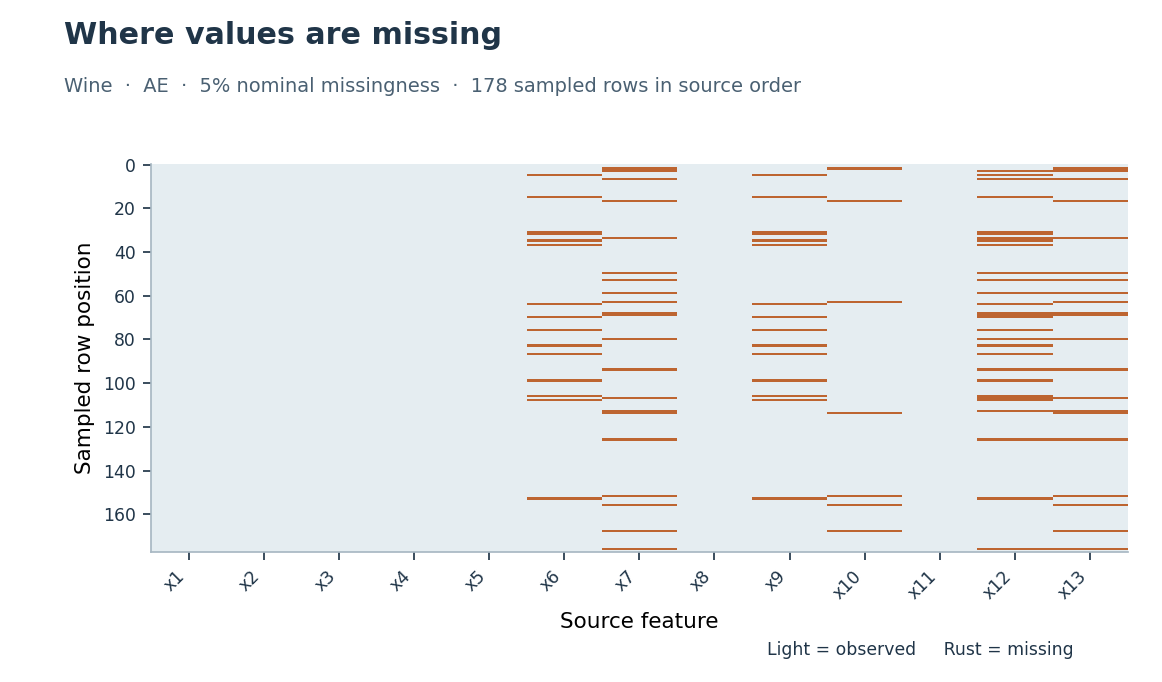 Where values are missing
Wine · AE · 5% nominal missingness · 178 sampled rows in source order
0
20
40
60
80
100
120
140
160
Sampled row position
x1 x2 x3 x4 x5 x6 x7 x8 x9 x10 x11 x12 x13
Source feature
Light = observed Rust = missing